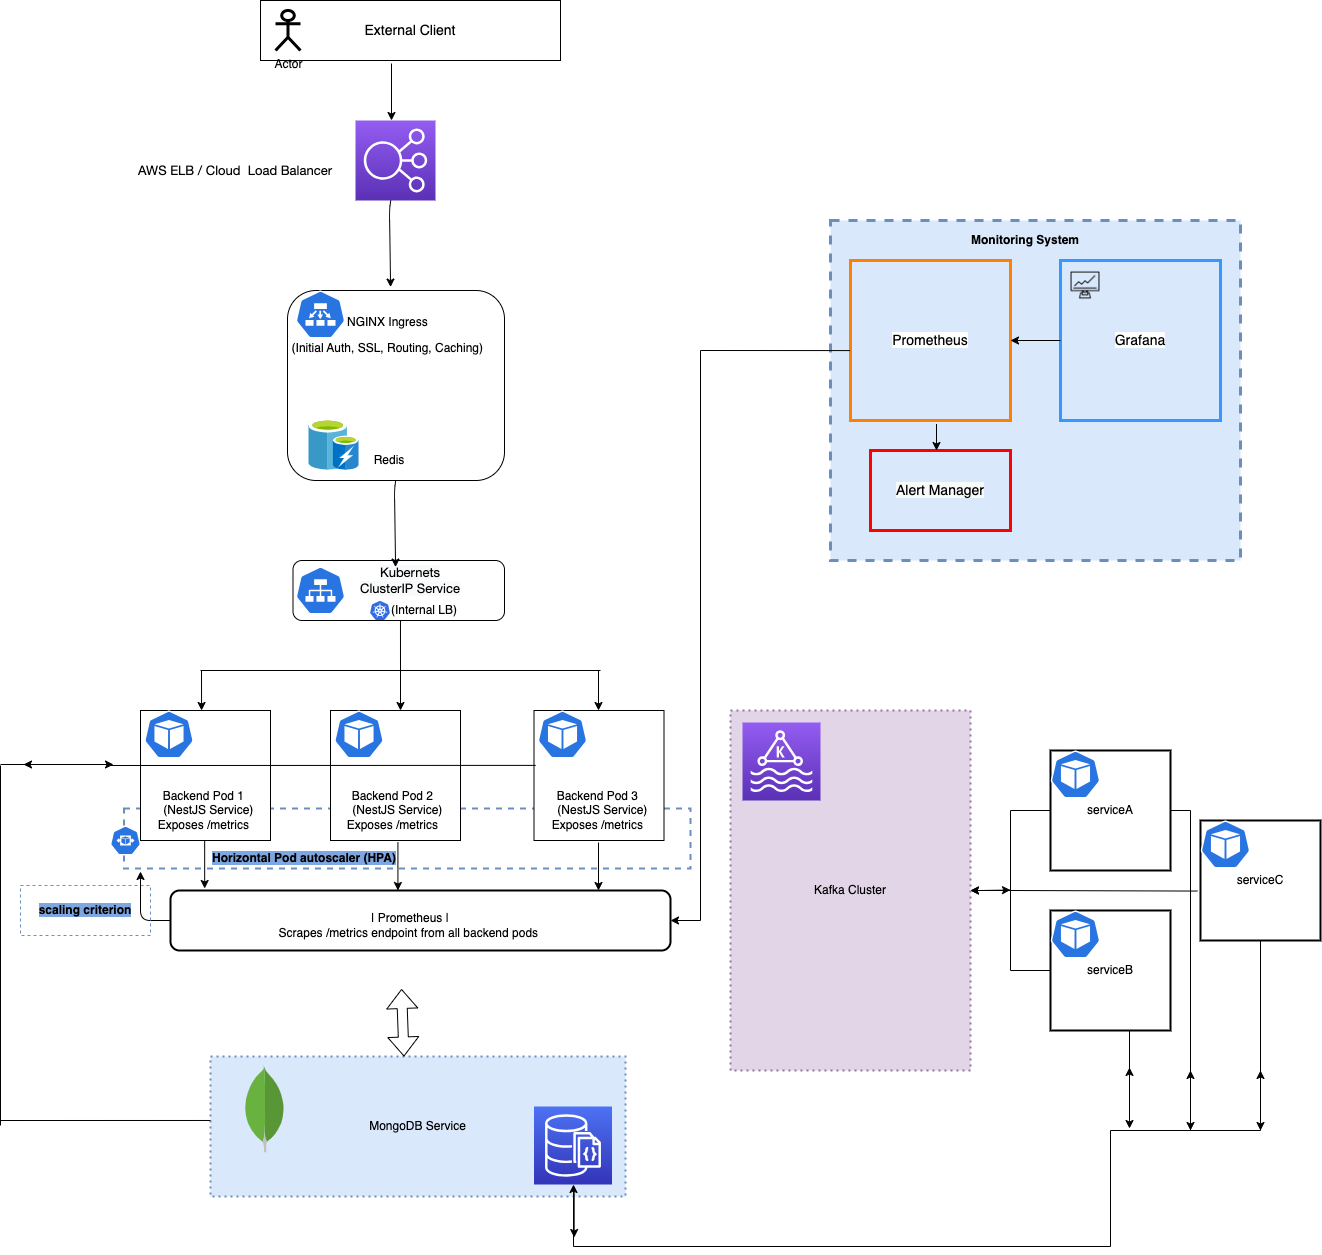 External Client
Actor
AWS ELB / Cloud  Load Balancer
NGINX Ingress
(Initial Auth, SSL, Routing, Caching)
Redis
Kubernets
ClusterIP Service
(Internal LB)
Monitoring System
Prometheus
Grafana
Alert Manager
Backend Pod 1
(NestJS Service)
Exposes /metrics
Backend Pod 2
(NestJS Service)
Exposes /metrics
Backend Pod 3
(NestJS Service)
Exposes /metrics
Horizontal Pod autoscaler (HPA)
scaling criterion
| Prometheus |
Scrapes /metrics endpoint from all backend pods
MongoDB Service
{}
K
Kafka Cluster
serviceA
serviceC
serviceB